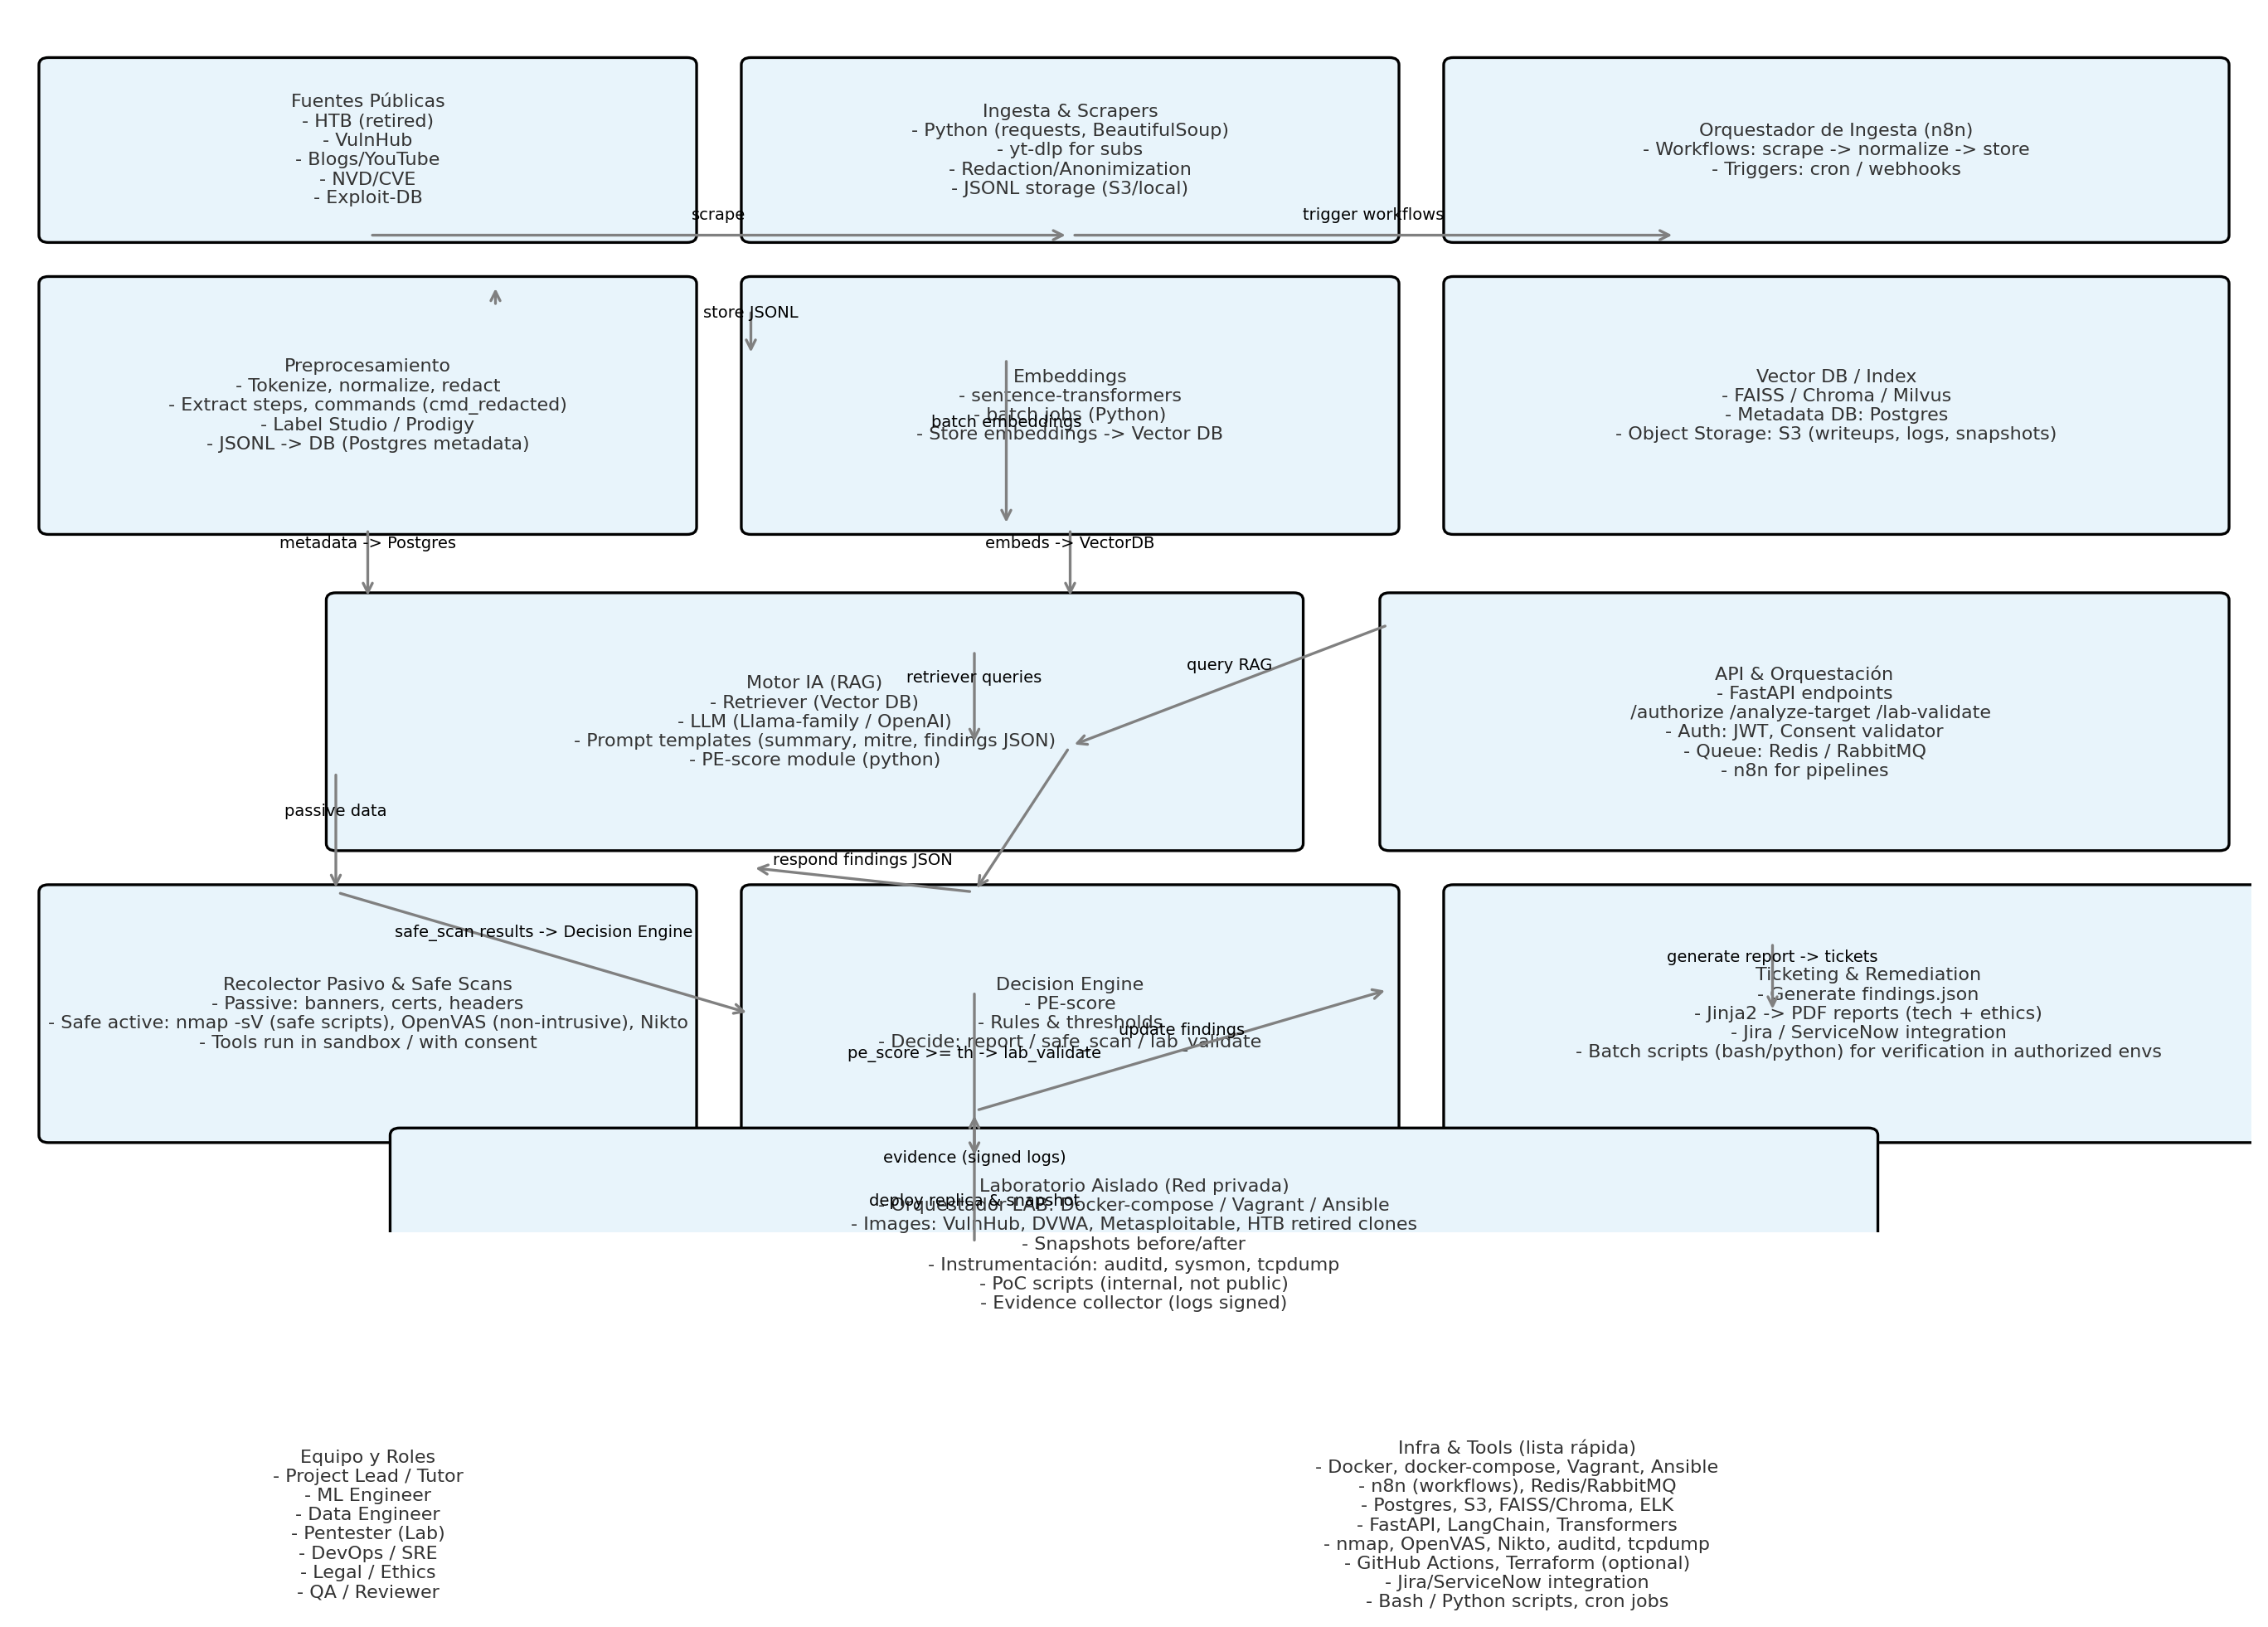 Fuentes Públicas
- HTB (retired)
- VulnHub
- Blogs/YouTube
- NVD/CVE
- Exploit-DB
Ingesta & Scrapers
- Python (requests, BeautifulSoup)
- yt-dlp for subs
- Redaction/Anonimization
- JSONL storage (S3/local)
Orquestador de Ingesta (n8n)
- Workflows: scrape -> normalize -> store
- Triggers: cron / webhooks
scrape
trigger workflows
store JSONL
Preprocesamiento
- Tokenize, normalize, redact
- Extract steps, commands (cmd_redacted)
- Label Studio / Prodigy
- JSONL -> DB (Postgres metadata)
Embeddings
- sentence-transformers
- batch jobs (Python)
batch embeddings
- Store embeddings -> Vector DB
Vector DB / Index
- FAISS / Chroma / Milvus
- Metadata DB: Postgres
- Object Storage: S3 (writeups, logs, snapshots)
metadata -> Postgres
embeds -> VectorDB
Motor IA (RAG)
- Retriever (Vector DB)
- LLM (Llama-family / OpenAI)
- Prompt templates (summary, mitre, findings JSON)
- PE-score module (python)
retriever queries
query RAG
API & Orquestación
- FastAPI endpoints
/authorize /analyze-target /lab-validate
- Auth: JWT, Consent validator
- Queue: Redis / RabbitMQ
- n8n for pipelines
passive data
respond findings JSON
safe_scan results -> Decision Engine
Recolector Pasivo & Safe Scans
- Passive: banners, certs, headers
- Safe active: nmap -sV (safe scripts), OpenVAS (non-intrusive), Nikto
- Tools run in sandbox / with consent
Decision Engine
- PE-score
- Rules & thresholds
update findings
- Decide: report / safe_scan / lab_validate
pe_score >= th -> lab_validate
generate report -> tickets
Ticketing & Remediation
- Generate findings.json
- Jinja2 -> PDF reports (tech + ethics)
- Jira / ServiceNow integration
- Batch scripts (bash/python) for verification in authorized envs
evidence (signed logs)
Laboratorio Aislado (Red privada)
deploy replica & snapshot
- Orquestador LAB: Docker-compose / Vagrant / Ansible
- Images: VulnHub, DVWA, Metasploitable, HTB retired clones
- Snapshots before/after
- Instrumentación: auditd, sysmon, tcpdump
- PoC scripts (internal, not public)
- Evidence collector (logs signed)
Equipo y Roles
- Project Lead / Tutor
- ML Engineer
- Data Engineer
- Pentester (Lab)
- DevOps / SRE
- Legal / Ethics
- QA / Reviewer
Infra & Tools (lista rápida)
- Docker, docker-compose, Vagrant, Ansible
- n8n (workflows), Redis/RabbitMQ
- Postgres, S3, FAISS/Chroma, ELK
- FastAPI, LangChain, Transformers
- nmap, OpenVAS, Nikto, auditd, tcpdump
- GitHub Actions, Terraform (optional)
- Jira/ServiceNow integration
- Bash / Python scripts, cron jobs